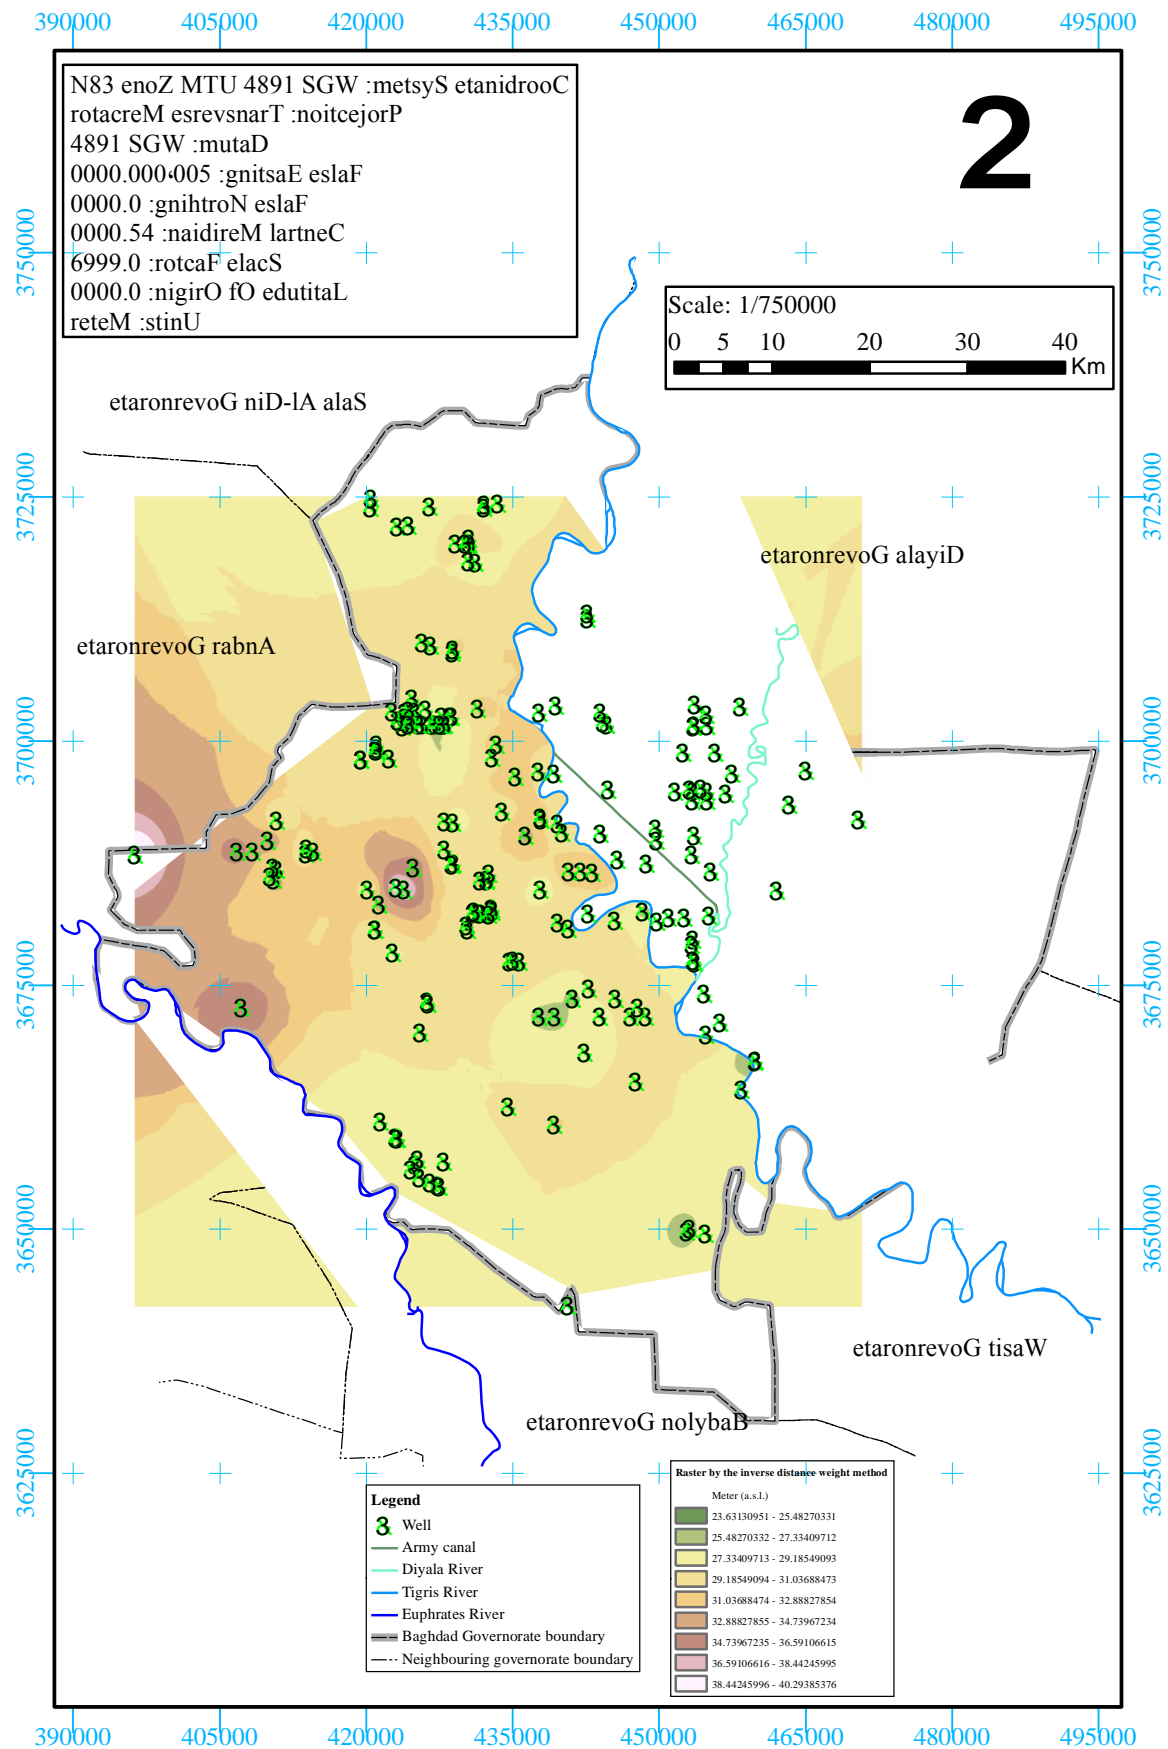 390000 405000 420000 435000 450000 465000 480000 495000
N83 enoZ MTU 4891 SGW :metsyS etanidrooC
rotacreM esrevsnarT :noitcejorP
4891 SGW :mutaD
0000.000،005 :gnitsaE eslaF
0000.0 :gnihtroN eslaF
0000.54 :naidireM lartneC
6999.0 :rotcaF elacS
0000.0 :nigirO fO edutitaL
reteM :stinU
2
Scale: 1/750000
0 5 10 20 30 40
Km
3750000 3750000
etaronrevoG niD-lA alaS
3725000 3725000
etaronrevoG alayiD
etaronrevoG rabnA
3700000 3700000
3675000 3675000
3650000 3650000
etaronrevoG tisaW
etaronrevoG nolybaB
3625000 3625000
Legend
Well
Army canal
Diyala River
Tigris River
Euphrates River
Baghdad Governorate boundary
Neighbouring governorate boundary
Raster by the inverse distance weight method
Meter (a.s.l.)
23.63130951 - 25.48270331
25.48270332 - 27.33409712
27.33409713 - 29.18549093
29.18549094 - 31.03688473
31.03688474 - 32.88827854
32.88827855 - 34.73967234
34.73967235 - 36.59106615
36.59106616 - 38.44245995
38.44245996 - 40.29385376
390000 405000 420000 435000 450000 465000 480000 495000